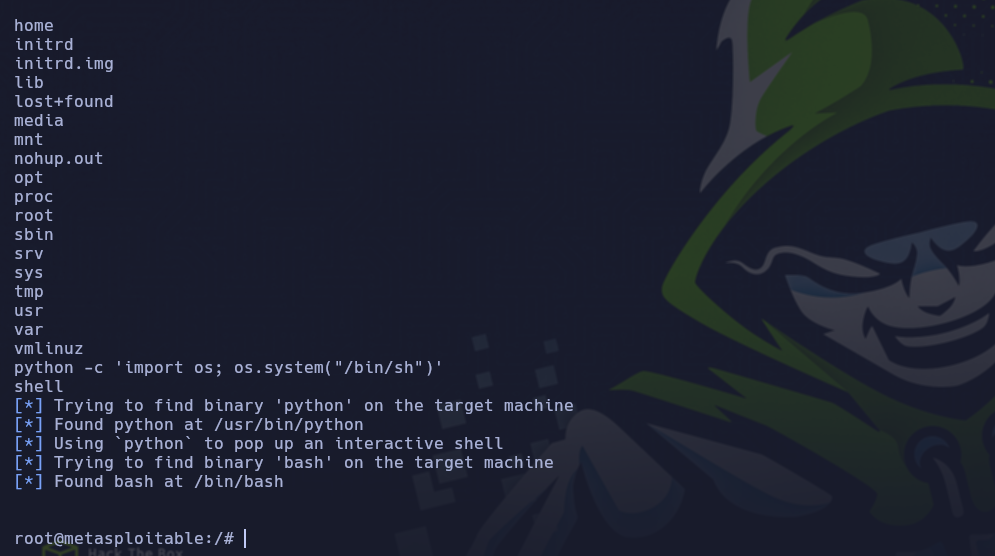 home
initrd
initrd.img
lib
lost+found
media
mnt
nohup.out
opt
proc
root
sbin
srv
sys
tmp
usr
var
vmlinuz
python -c 'import os; os.system("/bin/sh")'
shell
[*] Trying to find binary 'python' on the target machine
[*] Found python at /usr/bin/python
[*] Using `python` to pop up an interactive shell
[*] Trying to find binary 'bash' on the target machine
[*] Found bash at /bin/bash
root@metasploitable:/#
Hack The Box